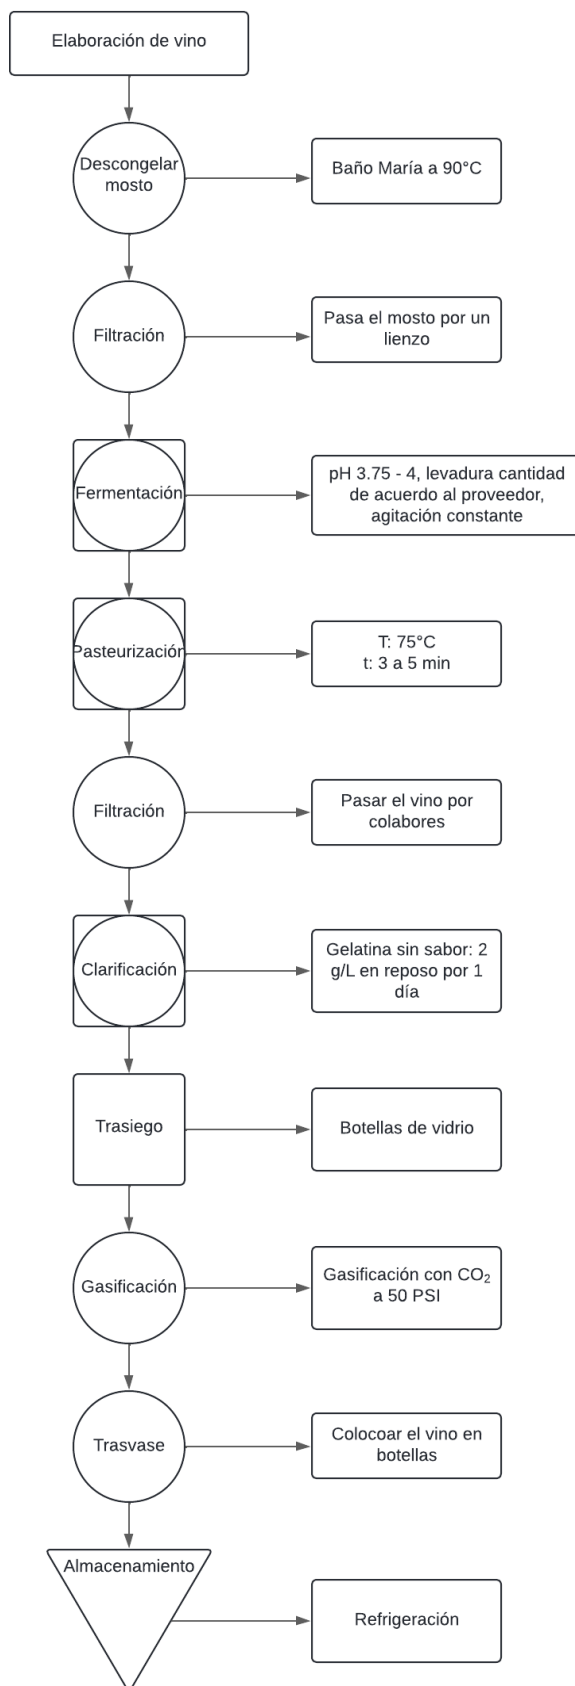 Elaboración de vino
Descongelar
mosto
Baño María a 90°C
Filtración
Pasa el mosto por un
lienzo
Fermentación
pH 3.75 - 4, levadura cantidad
de acuerdo al proveedor,
agitación constante
Pasteurización
T: 75°C
t: 3 a 5 min
Filtración
Pasar el vino por
colabores
Clarificación
Gelatina sin sabor: 2
g/L en reposo por 1
día
Trasiego
Botellas de vidrio
Gasificación
Gasificación con CO₂
a 50 PSI
Trasvase
Colocoar el vino en
botellas
Almacenamiento
Refrigeración